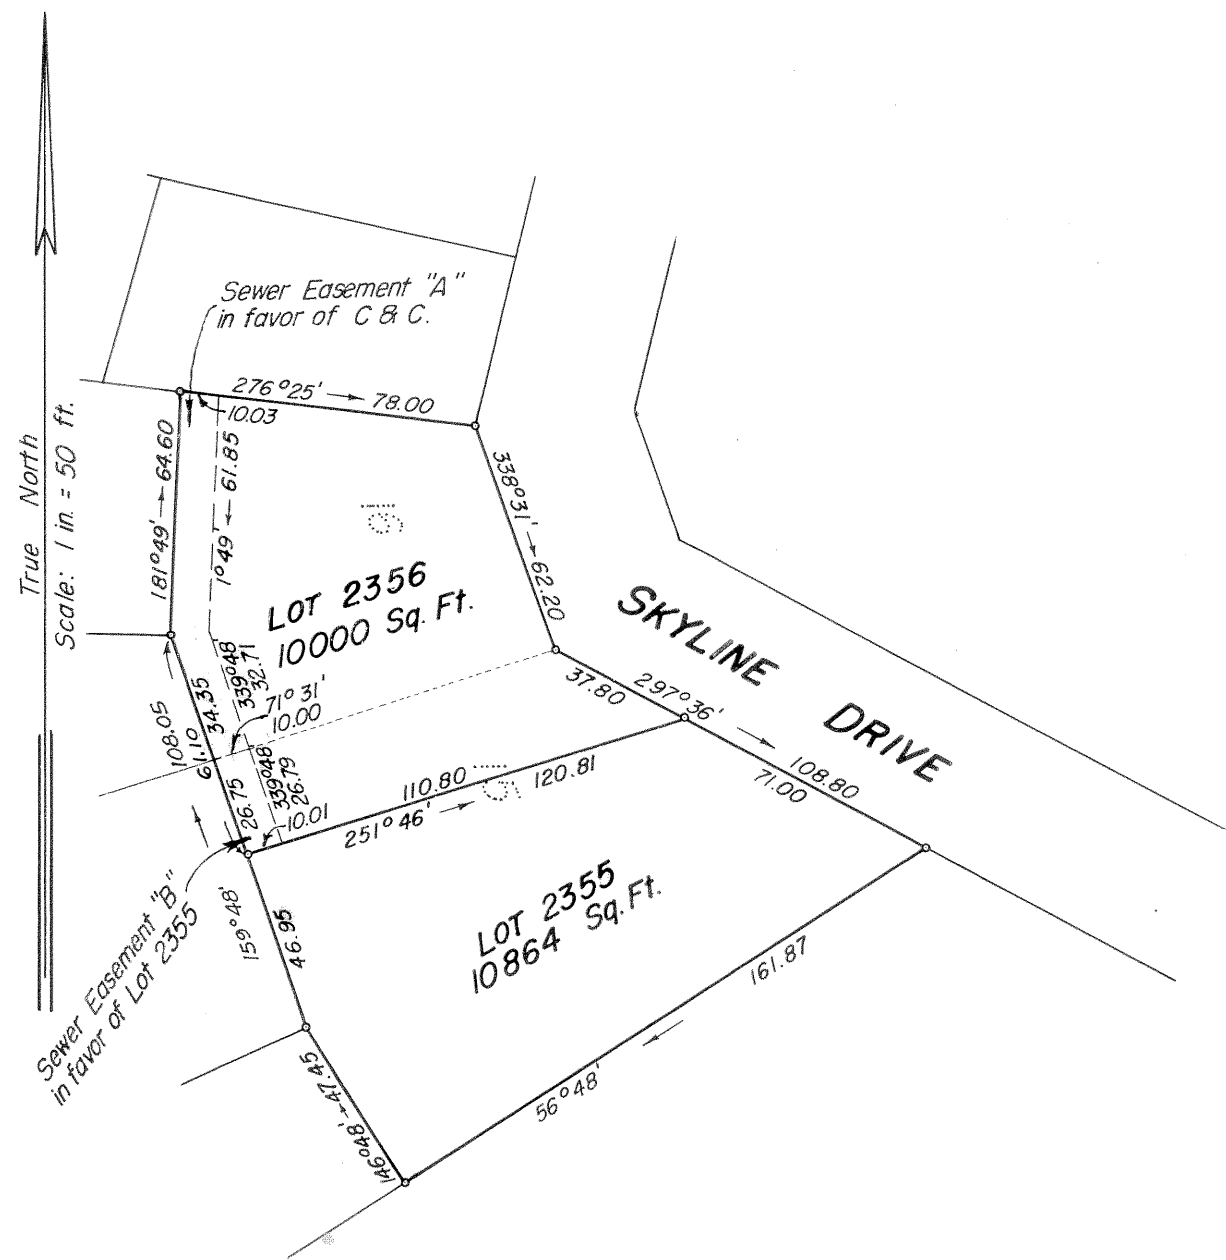 Sewer Easement "A"
in favor of C & C.
276°25' → 78.00
10.03
True North
Scale: 1 in. = 50 ft.
181°49' → 64.60
1°49' ← 61.85
338°31' → 62.20
16
LOT 2356
10000 Sq. Ft.
SKYLINE DRIVE
339°48
32.71
71°31'
10.00
34.35
108.05
61.10
37.80
297°36'
108.80
71.00
26.75
339°48
26.79
10.01
110.80
120.81
251°46'
15
Sewer Easement "B"
in favor of Lot 2355
159°48'
46.95
LOT 2355
10864 Sq. Ft.
161.87
56°48'
146°48' → 47.45